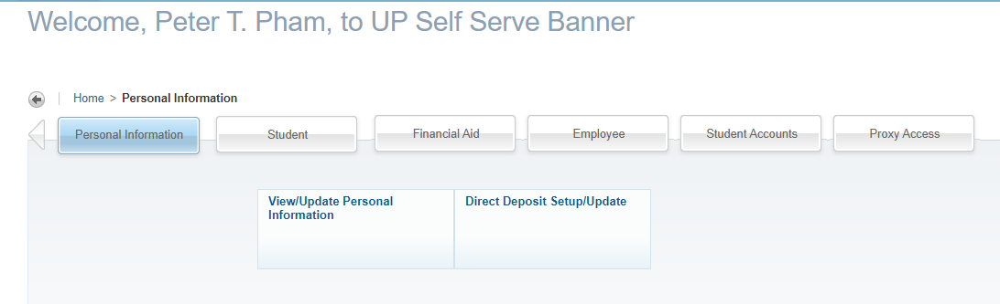 Welcome, Peter T. Pham, to UP Self Serve Banner
Home > Personal Information
Personal Information Student Financial Aid Employee Student Accounts Proxy Access
View/Update Personal Information
Direct Deposit Setup/Update